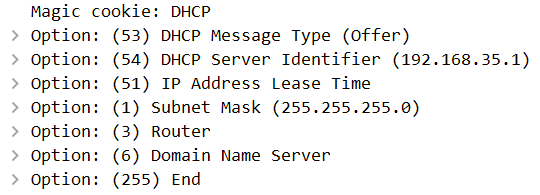 Magic cookie: DHCP
Option: (53) DHCP Message Type (Offer)
Option: (54) DHCP Server Identifier (192.168.35.1)
Option: (51) IP Address Lease Time
Option: (1) Subnet Mask (255.255.255.0)
Option: (3) Router
Option: (6) Domain Name Server
Option: (255) End